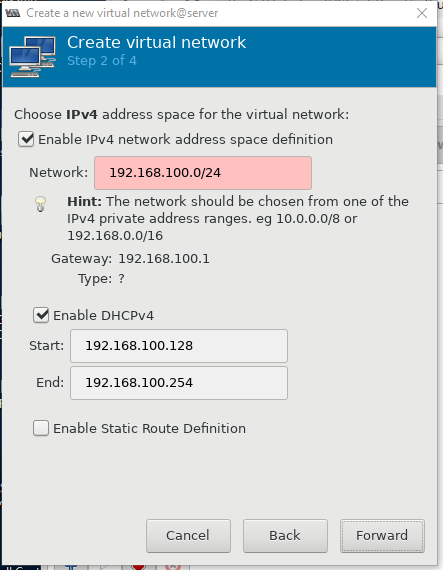 Create a new virtual network@server
Create virtual network
Step 2 of 4
Choose IPv4 address space for the virtual network:
Enable IPv4 network address space definition
Network: 192.168.100.0/24
Hint: The network should be chosen from one of the
IPv4 private address ranges. eg 10.0.0.0/8 or
192.168.0.0/16
Gateway: 192.168.100.1
Type: ?
Enable DHCPv4
Start: 192.168.100.128
End: 192.168.100.254
Enable Static Route Definition
Cancel Back Forward